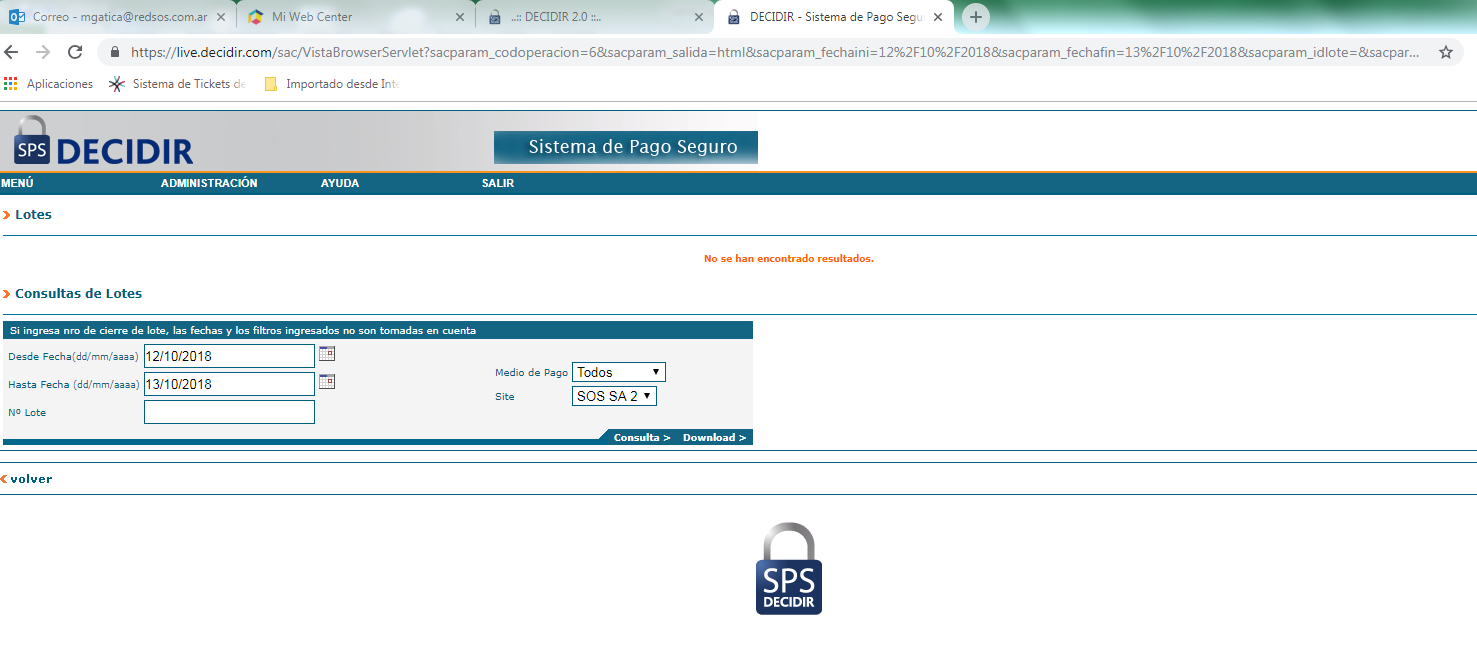 Correo - mgatica@redsos.com.ar
Mi Web Center
..:: DECIDIR 2.0 ::..
DECIDIR - Sistema de Pago Segu
https://live.decidir.com/sac/VistaBrowserServlet?sacparam_codoperacion=6&sacparam_salida=html&sacparam_fechaini=12%2F10%2F2018&sacparam_fechafin=13%2F10%2F2018&sacparam_idlote=&sacpar...
Aplicaciones
Sistema de Tickets de
Importado desde Inte
SPS DECIDIR
Sistema de Pago Seguro
MENÚ
ADMINISTRACIÓN
AYUDA
SALIR
Lotes
No se han encontrado resultados.
Consultas de Lotes
Si ingresa nro de cierre de lote, las fechas y los filtros ingresados no son tomadas en cuenta
Desde Fecha(dd/mm/aaaa) 12/10/2018
Hasta Fecha (dd/mm/aaaa) 13/10/2018
Nº Lote
Medio de Pago Todos
Site SOS SA 2
Consulta > Download >
volver
SPS
DECIDIR